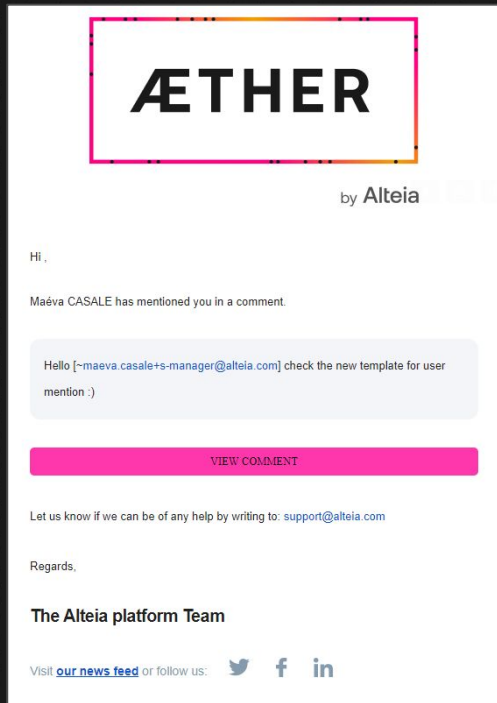 ÆTHER
by Alteia
Hi ,
Maéva CASALE has mentioned you in a comment.
Hello [~maeva.casale+s-manager@alteia.com] check the new template for user
mention :)
VIEW COMMENT
Let us know if we can be of any help by writing to: support@alteia.com
Regards,
The Alteia platform Team
Visit our news feed or follow us: